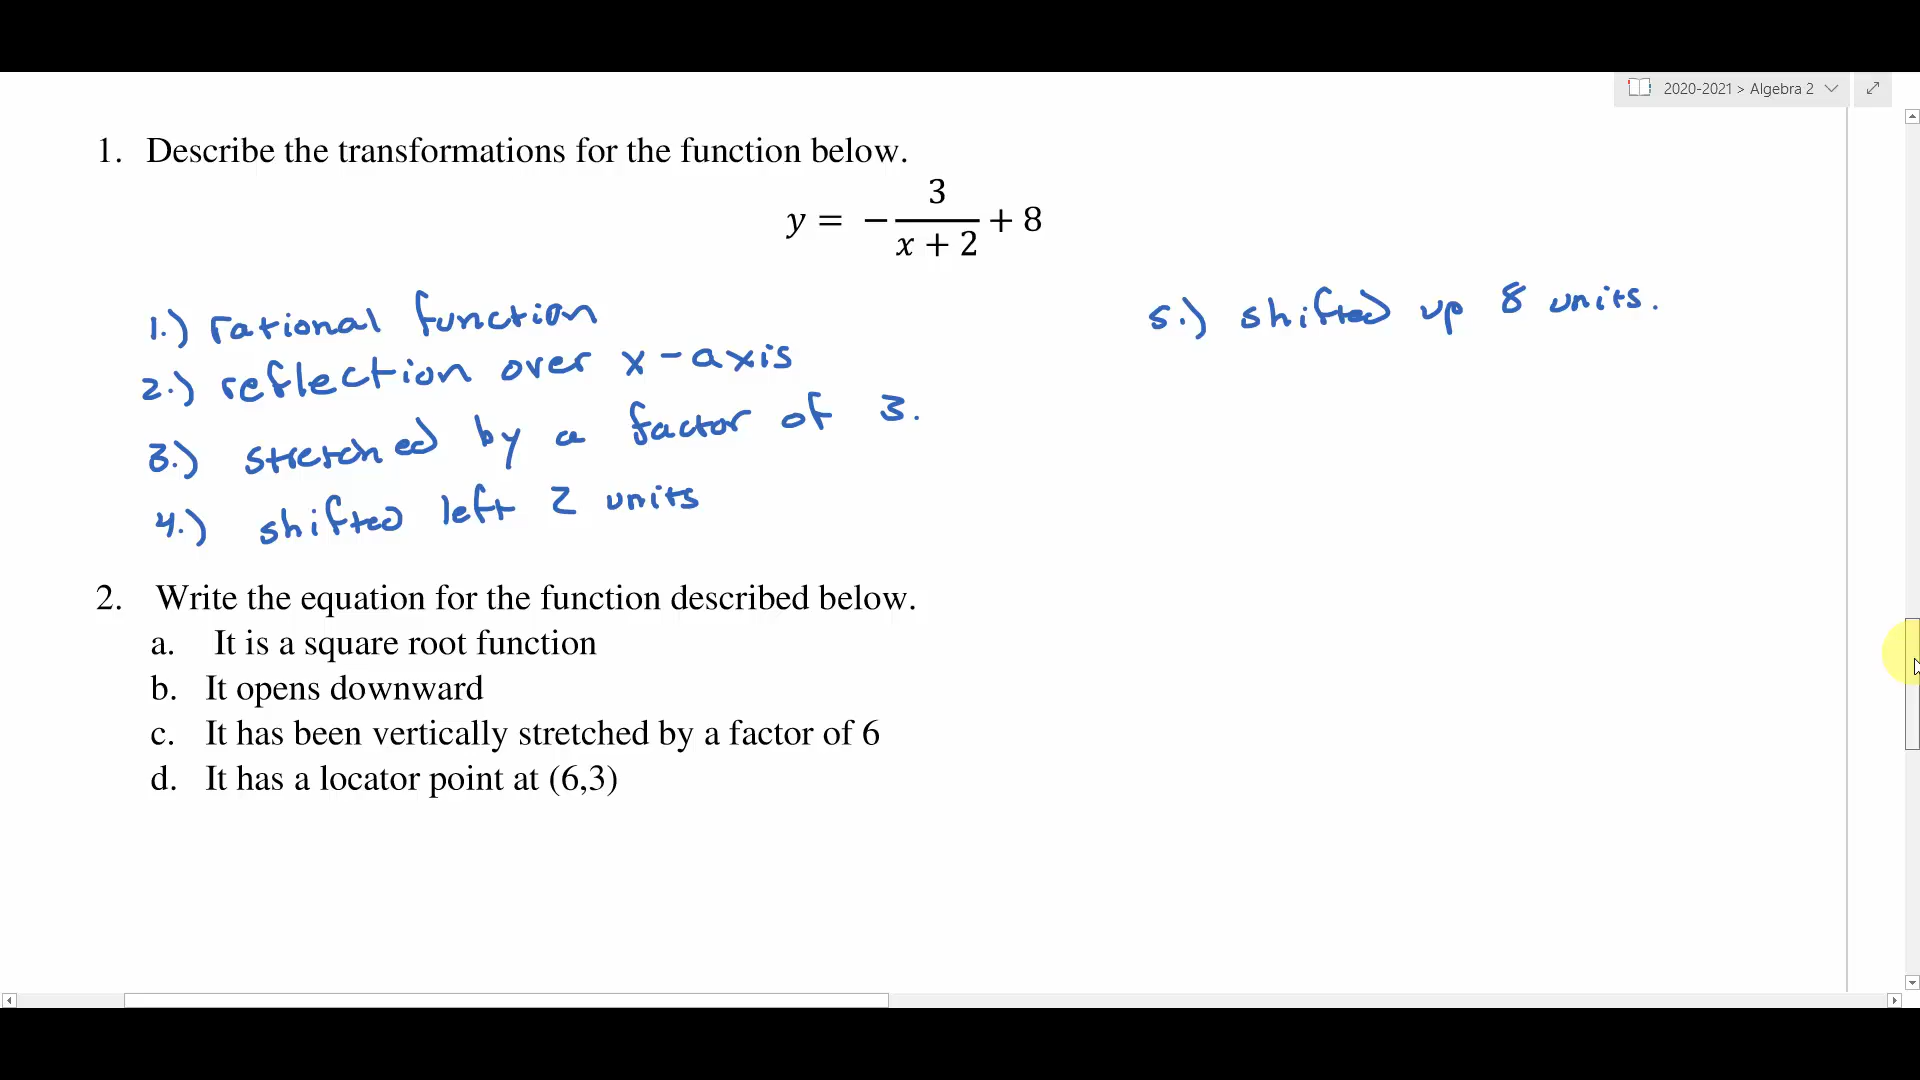 2020-2021 > Algebra 2
1. Describe the transformations for the function below.
y = − 3/(x + 2) + 8
1.) rational function
2.) reflection over x-axis
3.) stretched by a factor of 3.
4.) shifted left 2 units
5.) shifted up 8 units.
2. Write the equation for the function described below.
a. It is a square root function
b. It opens downward
c. It has been vertically stretched by a factor of 6
d. It has a locator point at (6,3)